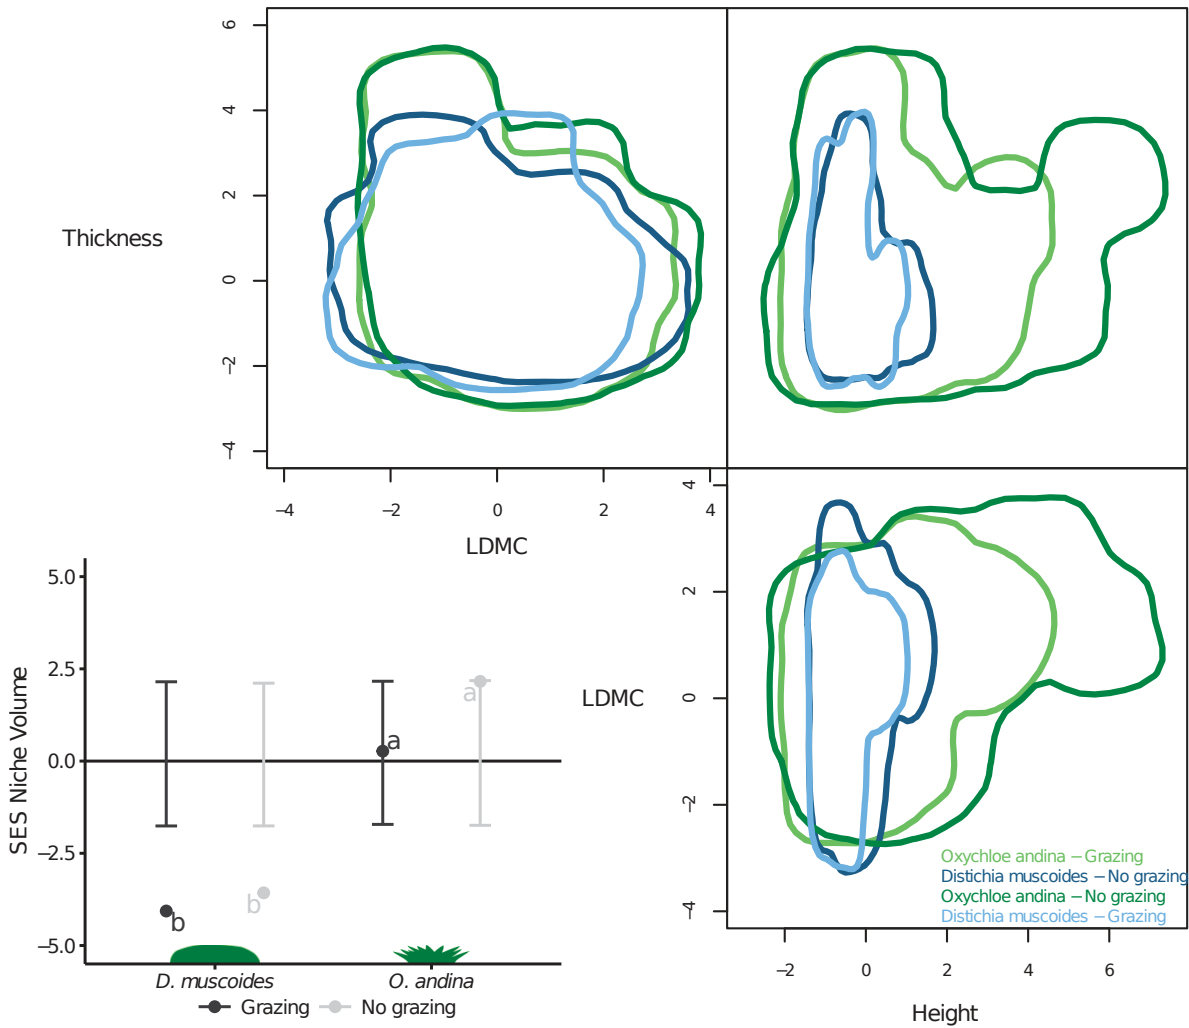 6
4
2
0
−2
−4
Thickness
−4
−2
0
2
4
LDMC
4
2
0
−2
−4
LDMC
Oxychloe andina – Grazing
Distichia muscoides – No grazing
Oxychloe andina – No grazing
Distichia muscoides – Grazing
−2
0
2
4
6
Height
5.0
2.5
0.0
−2.5
−5.0
SES Niche Volume
a
a
b
b
D. muscoides
O. andina
Grazing
No grazing